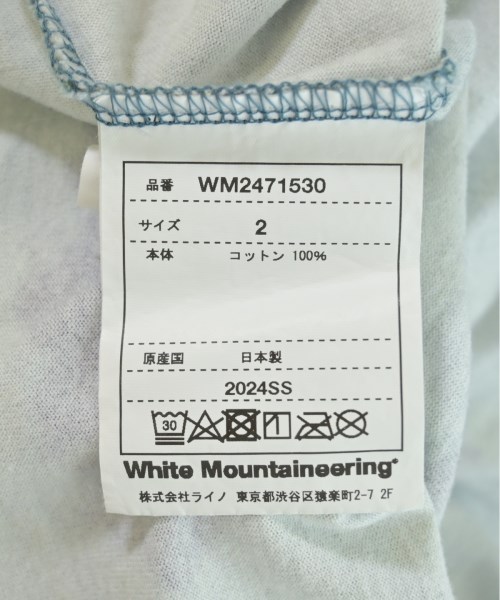 品番 WM2471530
サイズ 2
本体 コットン 100%
原産国 日本製
2024SS
30
White Mountaineering®
株式会社ライノ 東京都渋谷区猿楽町2-7 2F